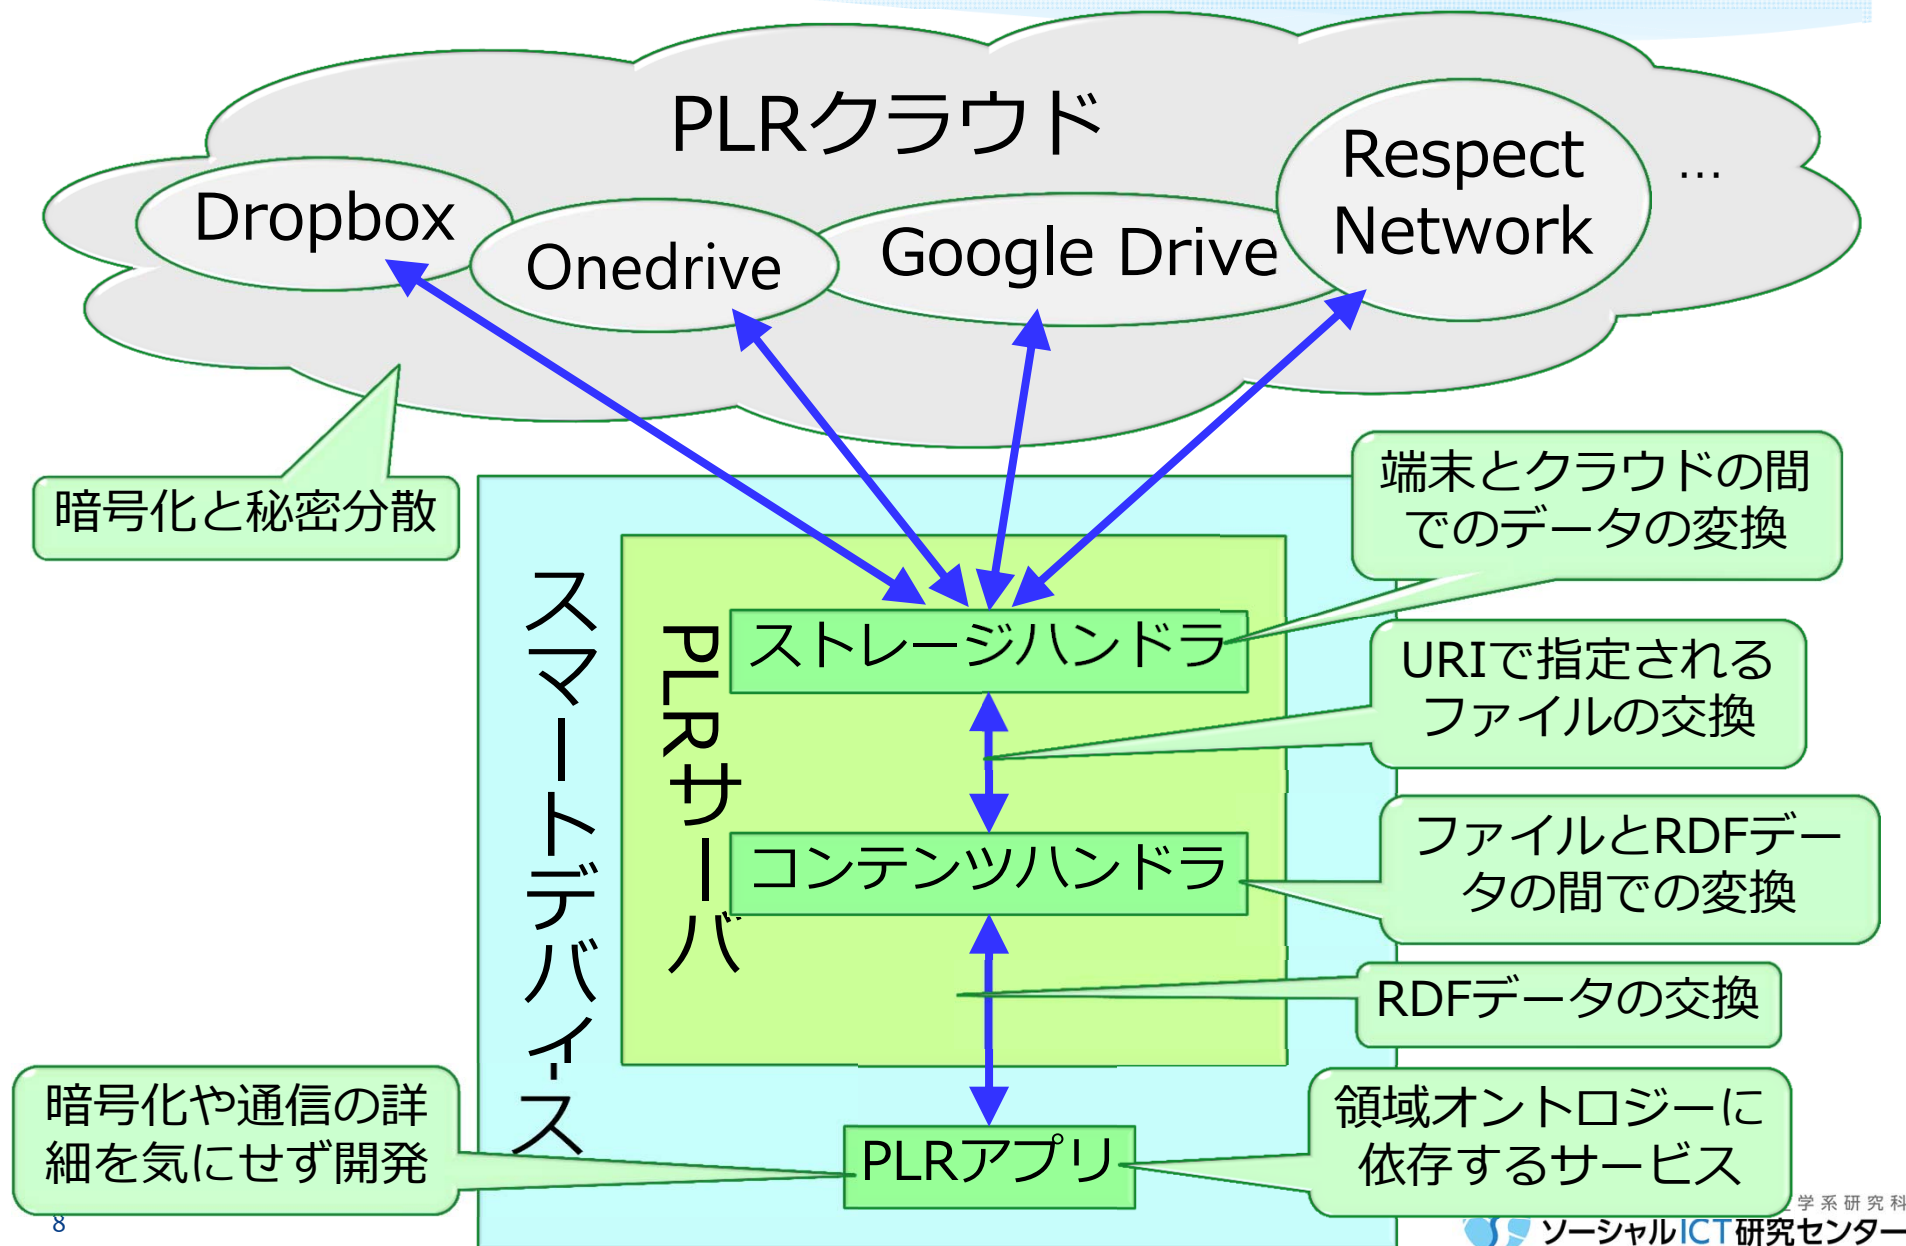 PLRクラウド
Dropbox
Onedrive
Google Drive
Respect
Network
...
暗号化と秘密分散
端末とクラウドの間
でのデータの変換
スマートデバイス
PLRサーバ
ストレージハンドラ
URIで指定される
ファイルの交換
コンテンツハンドラ
ファイルとRDFデー
タの間での変換
RDFデータの交換
暗号化や通信の詳
細を気にせず開発
PLRアプリ
領域オントロジーに
依存するサービス
8
学系研究科
ソーシャルICT研究センター